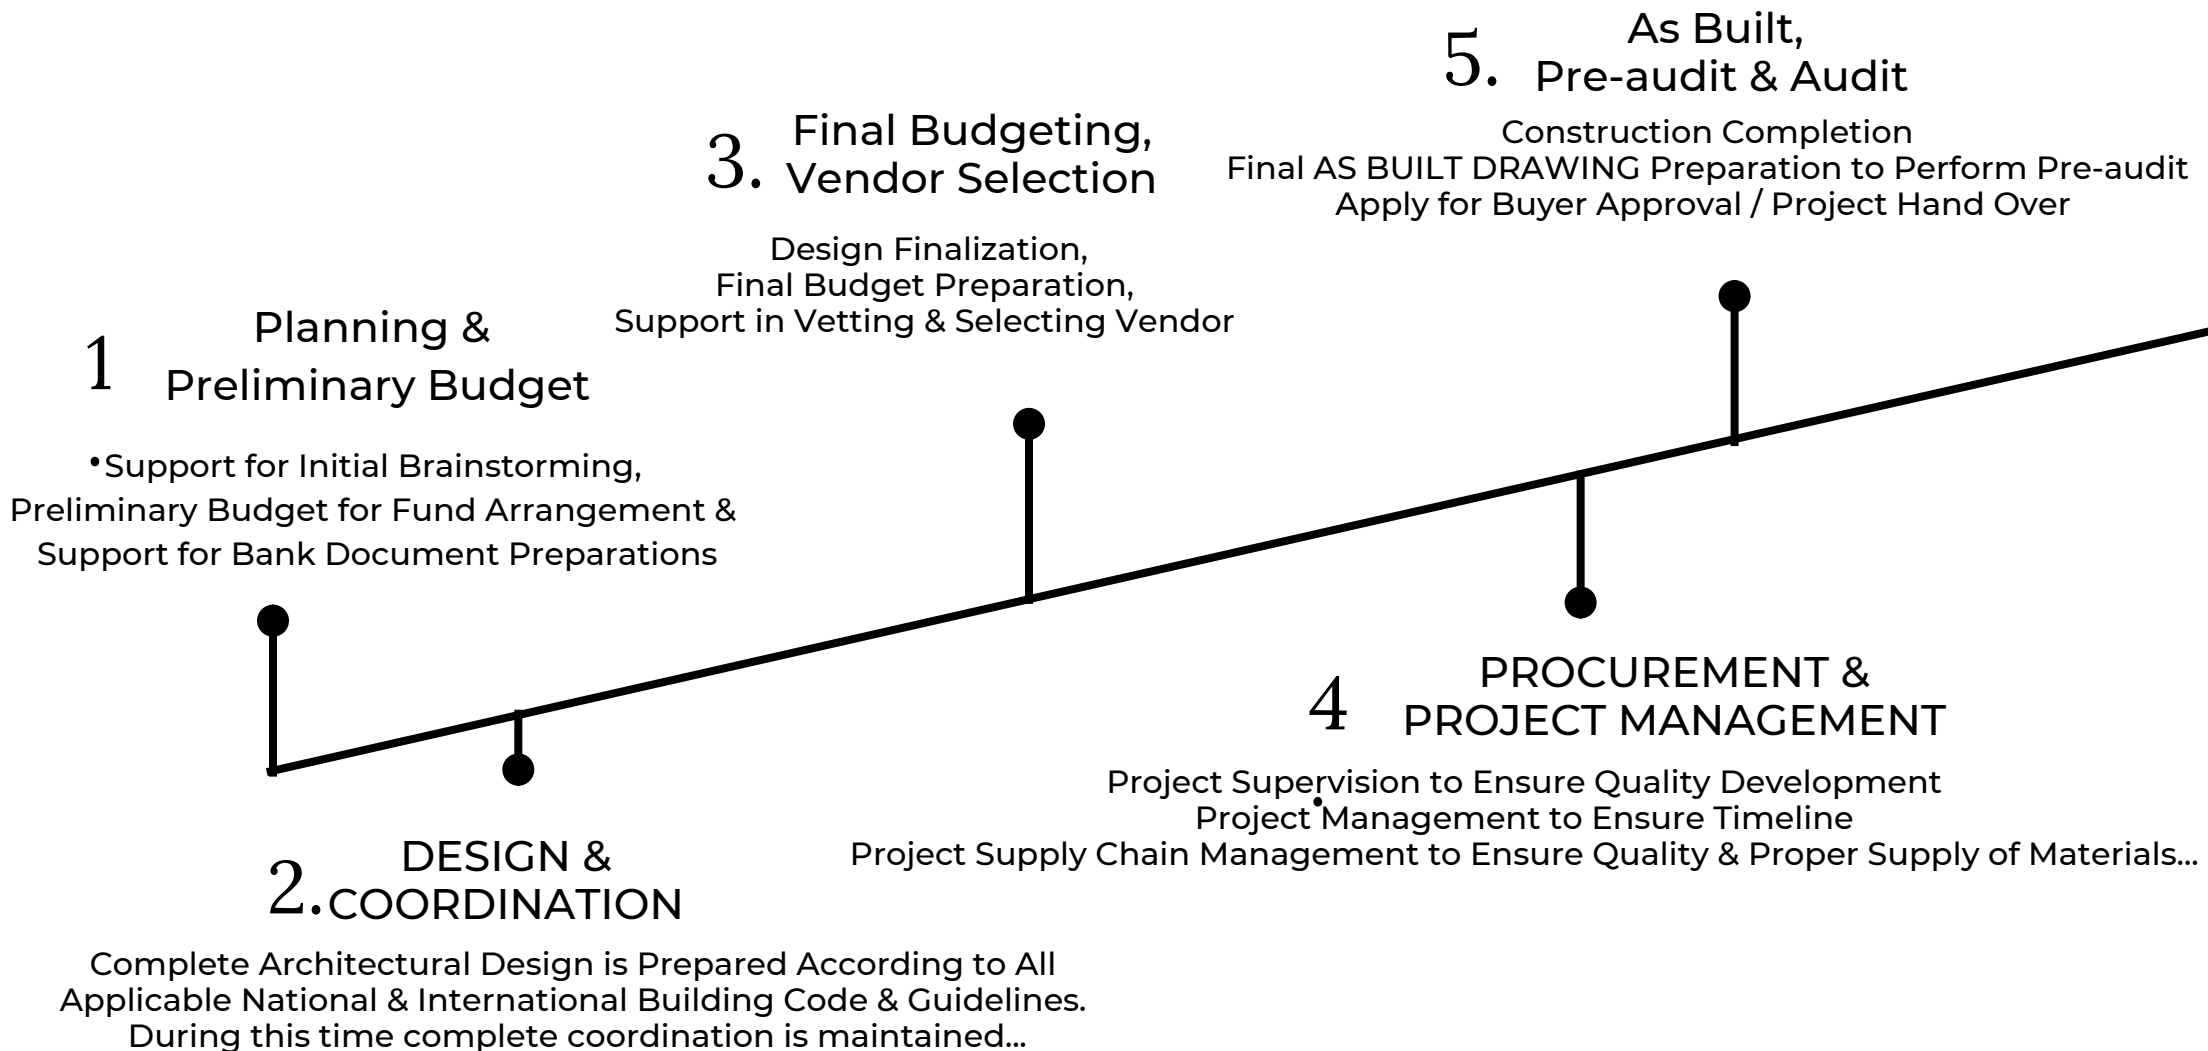 1
Planning &
Preliminary Budget
•Support for Initial Brainstorming,
Preliminary Budget for Fund Arrangement &
Support for Bank Document Preparations
2.
DESIGN &
COORDINATION
Complete Architectural Design is Prepared According to All
Applicable National & International Building Code & Guidelines.
During this time complete coordination is maintained...
3.
Final Budgeting,
Vendor Selection
Design Finalization,
Final Budget Preparation,
Support in Vetting & Selecting Vendor
4
PROCUREMENT &
PROJECT MANAGEMENT
Project Supervision to Ensure Quality Development
Project Management to Ensure Timeline
Project Supply Chain Management to Ensure Quality & Proper Supply of Materials...
5.
As Built,
Pre-audit & Audit
Construction Completion
Final AS BUILT DRAWING Preparation to Perform Pre-audit
Apply for Buyer Approval / Project Hand Over